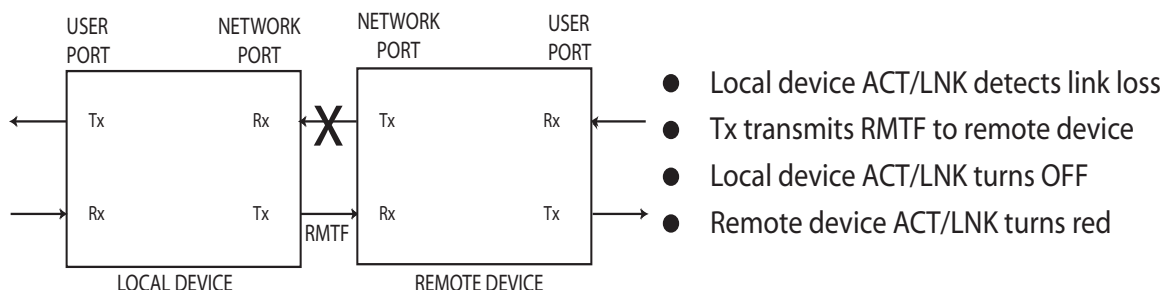 USER PORT
NETWORK PORT
NETWORK PORT
USER PORT
Tx
Rx
X
Tx
Rx
Rx
Tx
RMTF
Rx
Tx
LOCAL DEVICE
REMOTE DEVICE
● Local device ACT/LNK detects link loss
● Tx transmits RMTF to remote device
● Local device ACT/LNK turns OFF
● Remote device ACT/LNK turns red